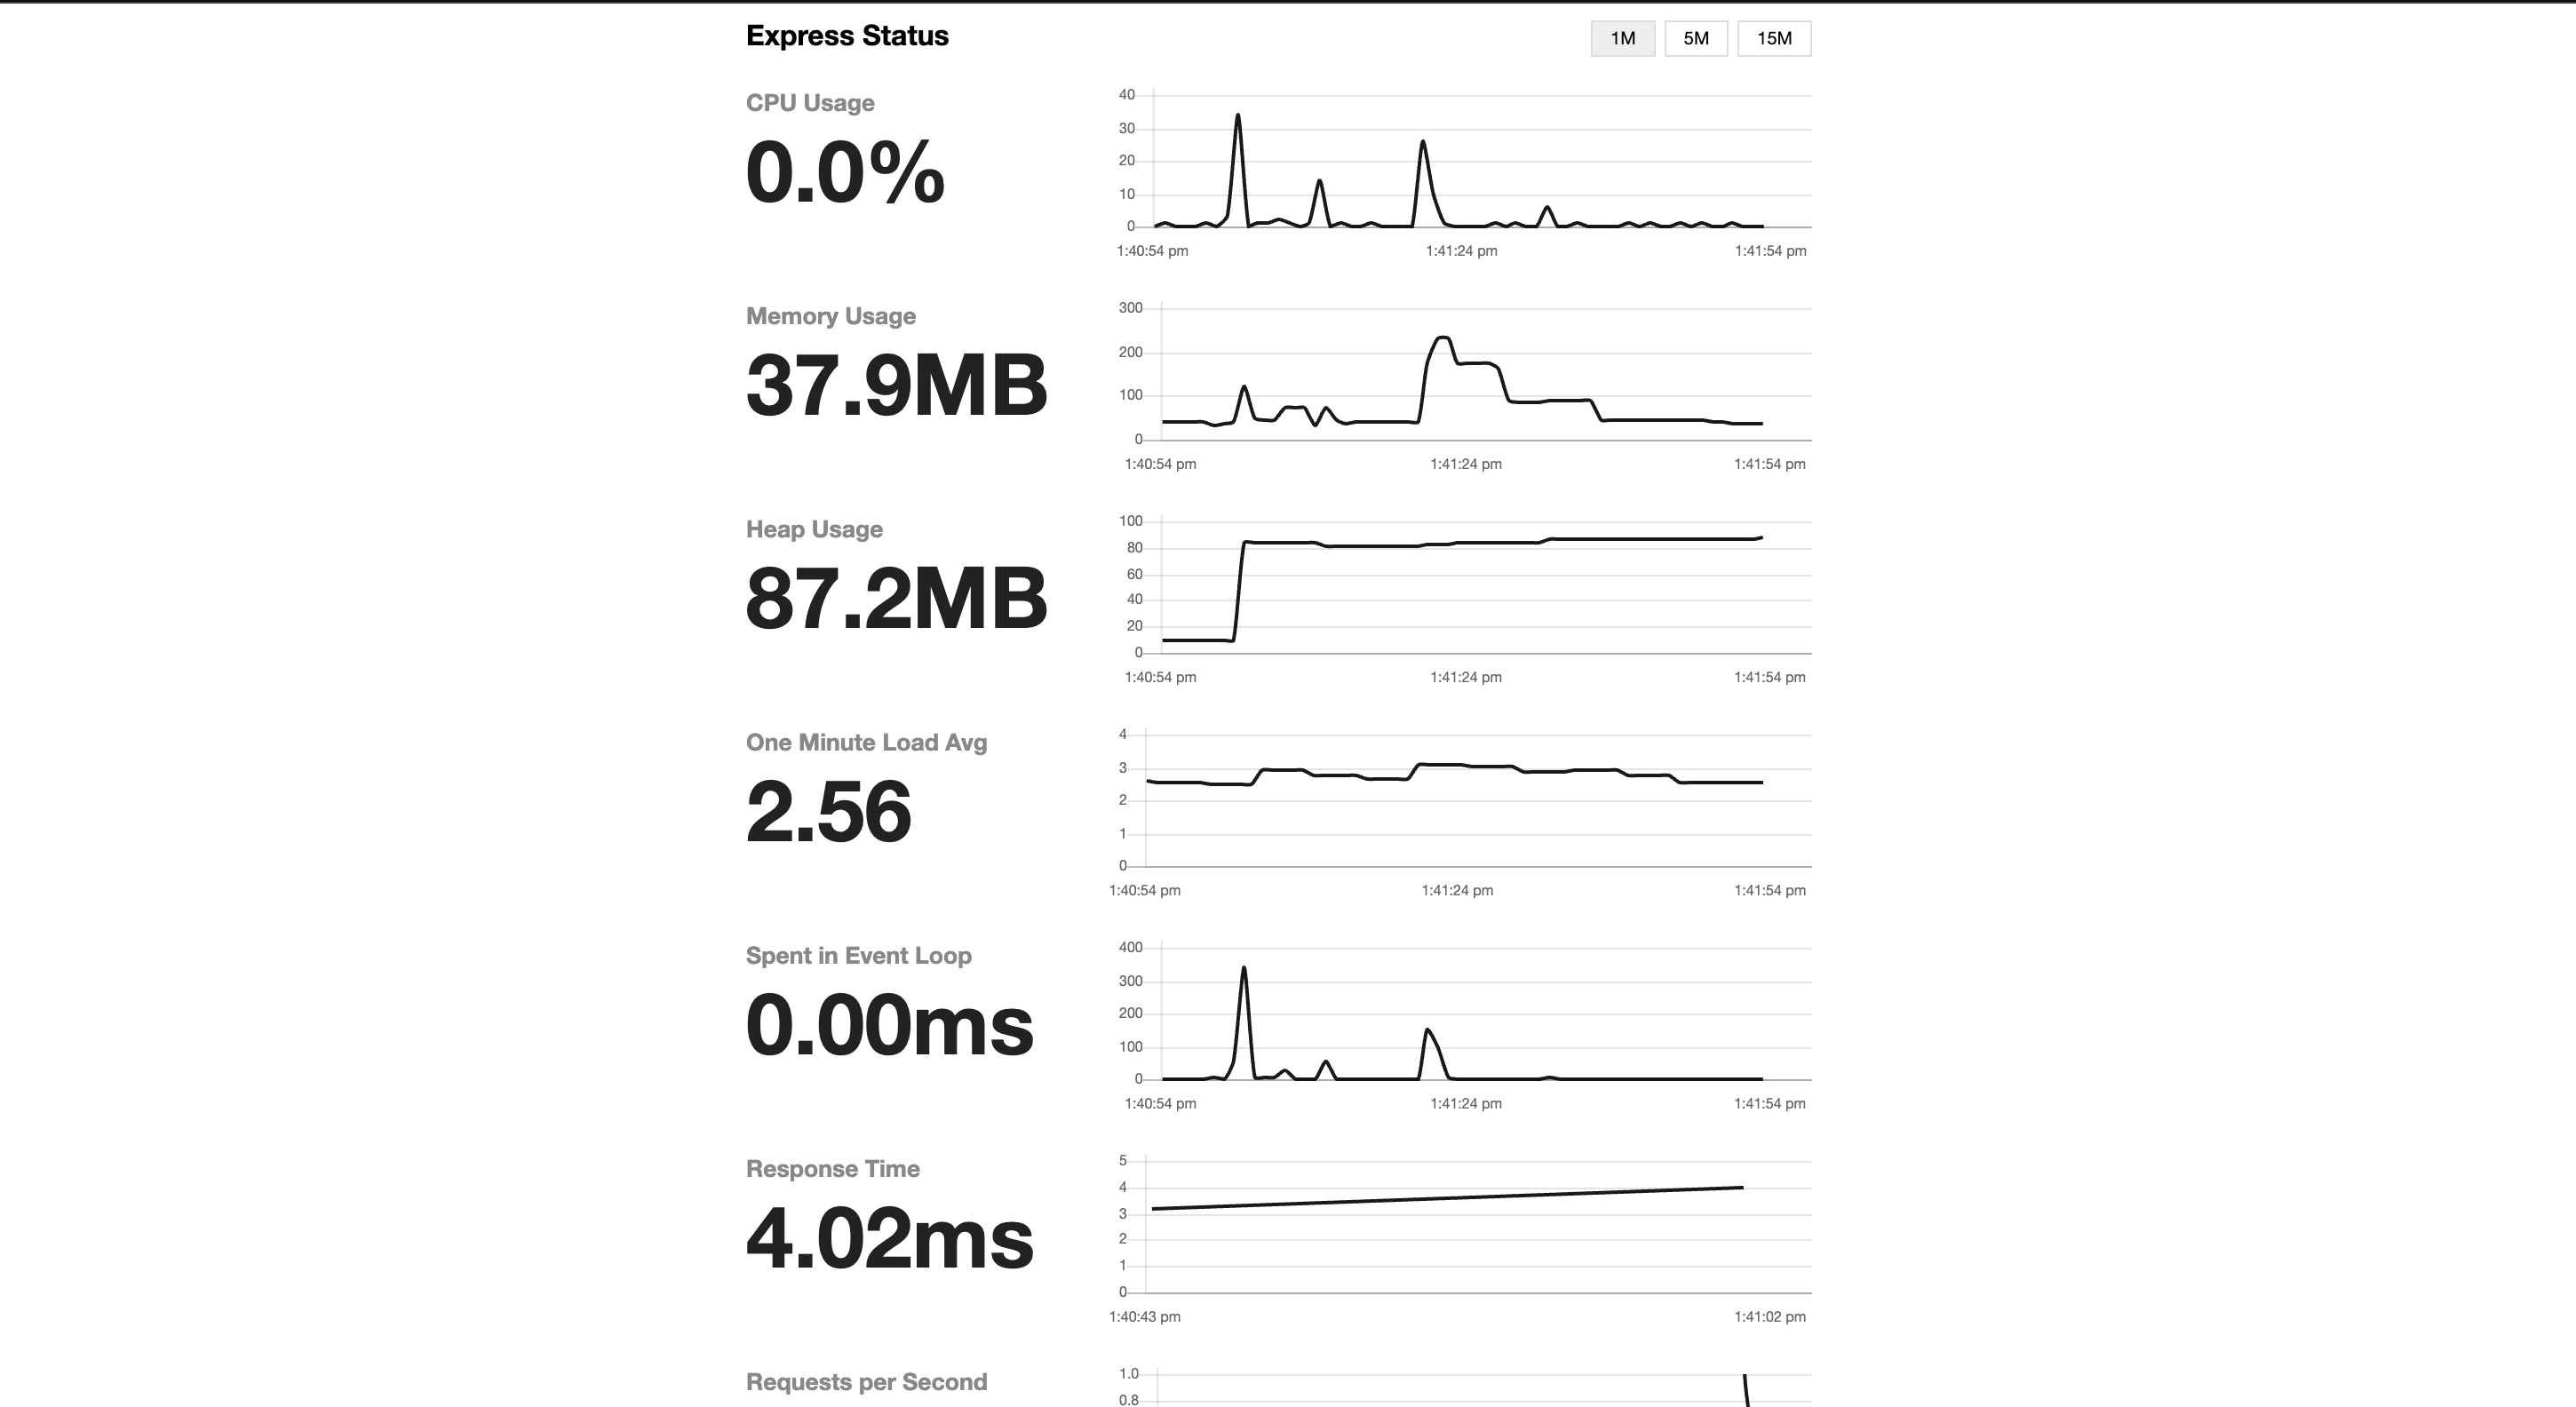 Express Status
1M 5M 15M
CPU Usage
0.0%
40
30
20
10
0
1:40:54 pm 1:41:24 pm 1:41:54 pm
Memory Usage
37.9MB
300
200
100
0
1:40:54 pm 1:41:24 pm 1:41:54 pm
Heap Usage
87.2MB
100
80
60
40
20
0
1:40:54 pm 1:41:24 pm 1:41:54 pm
One Minute Load Avg
2.56
4
3
2
1
0
1:40:54 pm 1:41:24 pm 1:41:54 pm
Spent in Event Loop
0.00ms
400
300
200
100
0
1:40:54 pm 1:41:24 pm 1:41:54 pm
Response Time
4.02ms
5
4
3
2
1
0
1:40:43 pm 1:41:02 pm
Requests per Second
1.0
0.8